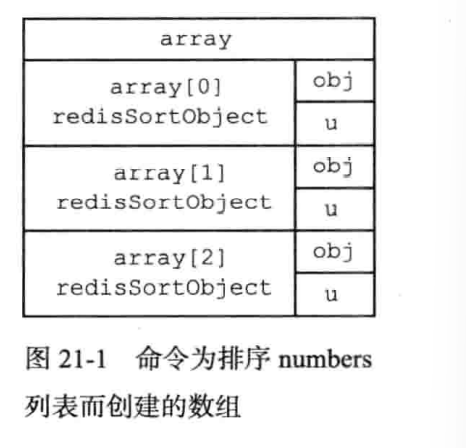 array
array[0]
redisSortObject
obj
u
array[1]
redisSortObject
obj
u
array[2]
redisSortObject
obj
u
图 21-1 命令为排序 numbers
列表而创建的数组